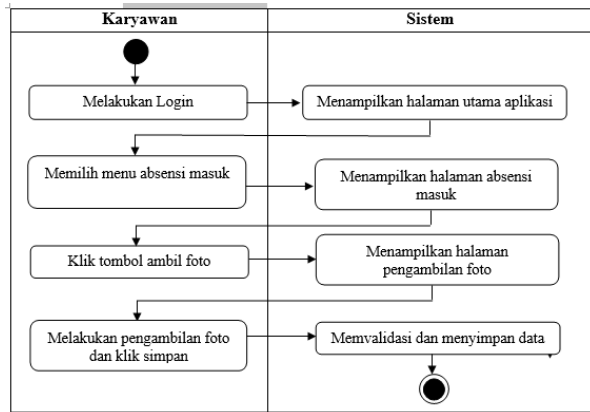 Karyawan
Sistem
Melakukan Login
Menampilkan halaman utama aplikasi
Memilih menu absensi masuk
Menampilkan halaman absensi
masuk
Klik tombol ambil foto
Menampilkan halaman
pengambilan foto
Melakukan pengambilan foto
dan klik simpan
Memvalidasi dan menyimpan data